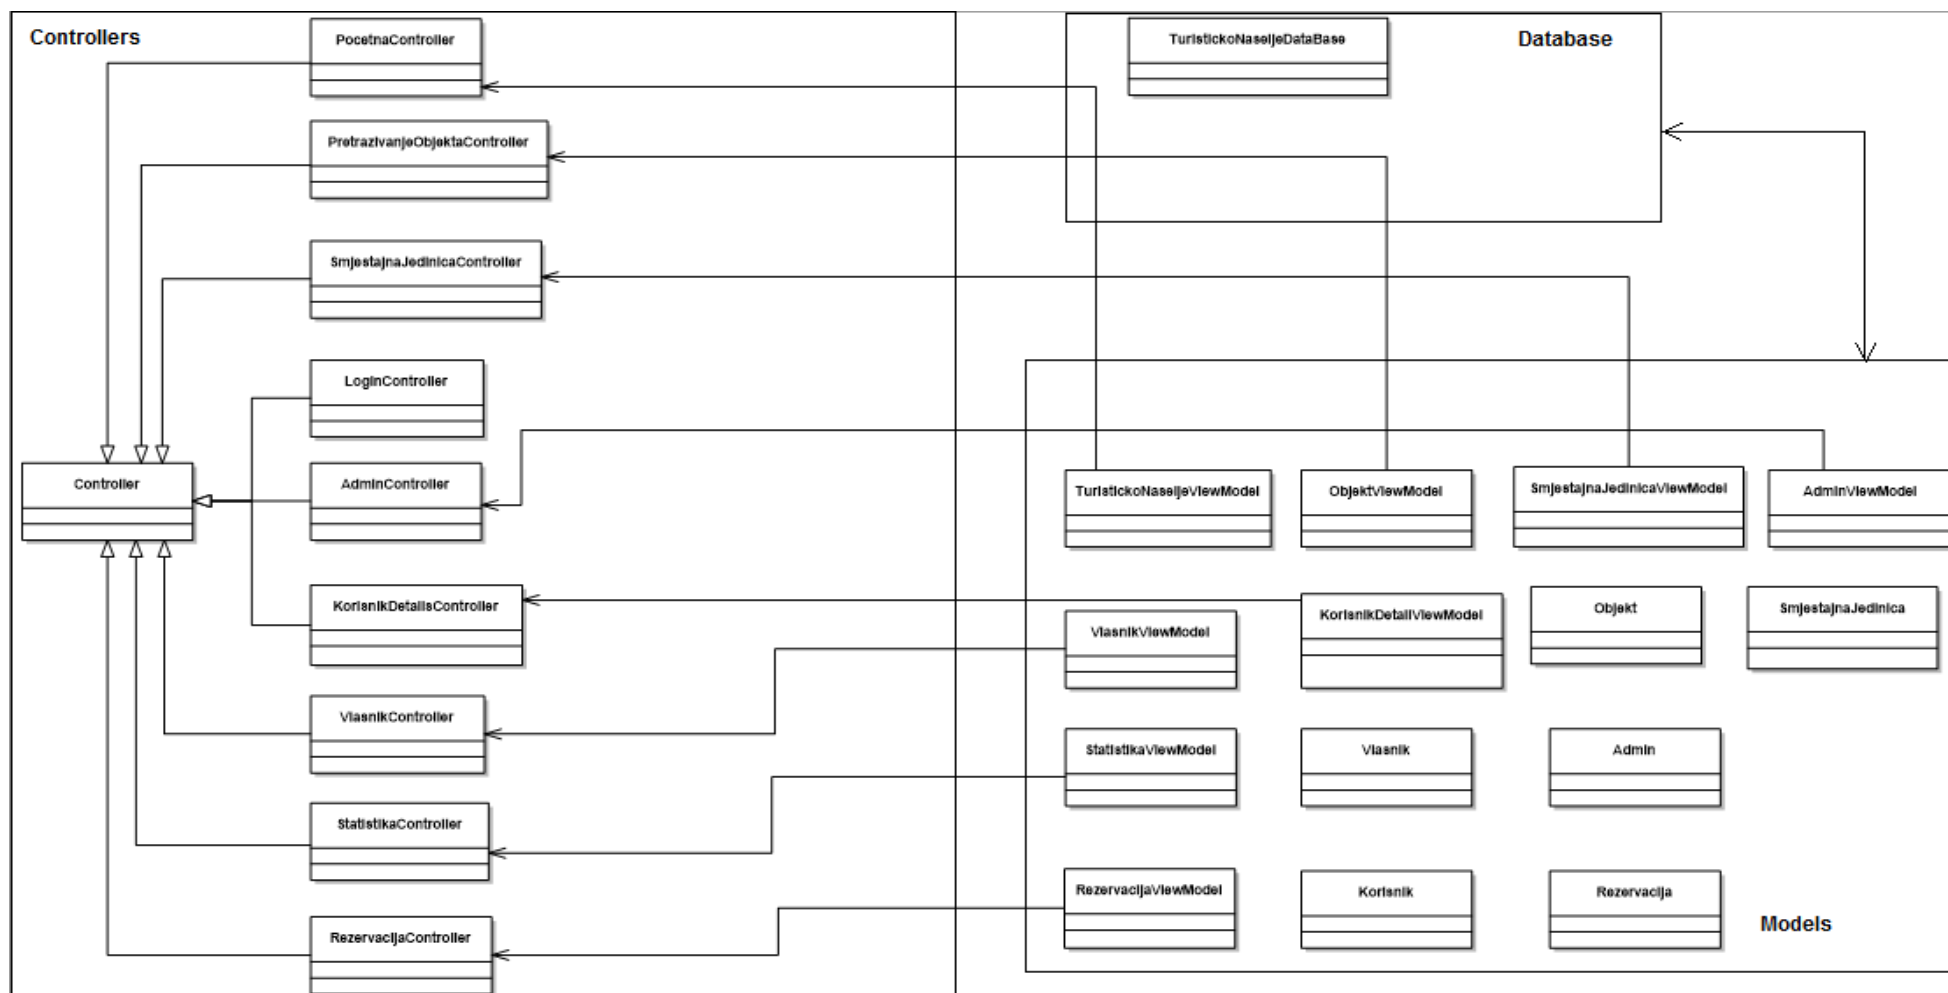 Controllers
PocetnaController
TuristickoNaseljeDataBase
Database
PretrazivanjeObjektaController
SmjestajnaJedinicaController
LoginController
Controller
AdminController
TuristickoNaseljeViewModel
ObjektViewModel
SmjestajnaJedinicaViewModel
AdminViewModel
KorisnikDetailsController
VlasnikViewModel
KorisnikDetailViewModel
Objekt
SmjestajnaJedinica
VlasnikController
StatistikaViewModel
Vlasnik
Admin
StatistikaController
RezervacijaViewModel
Korisnik
Rezervacija
RezervacijaController
Models